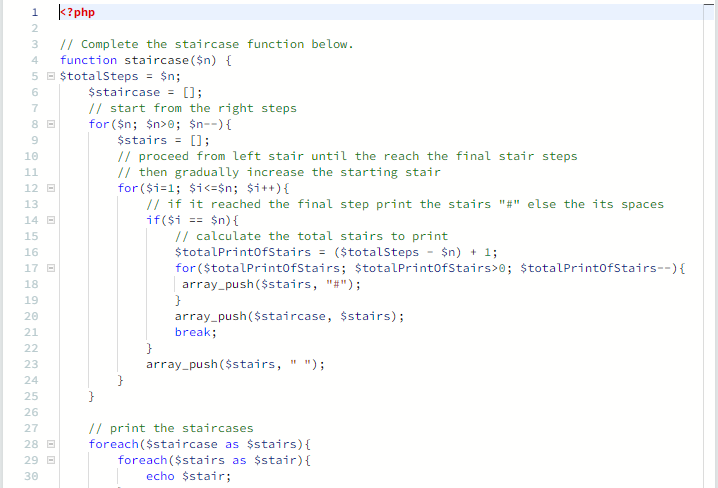 1 <?php
2
3 // Complete the staircase function below.
4 function staircase($n) {
5 $totalSteps = $n;
6     $staircase = [];
7     // start from the right steps
8     for($n; $n>0; $n--){
9         $stairs = [];
10         // proceed from left stair until the reach the final stair steps
11         // then gradually increase the starting stair
12         for($i=1; $i<=$n; $i++){
13             // if it reached the final step print the stairs "#" else the its spaces
14             if($i == $n){
15                 // calculate the total stairs to print
16                 $totalPrintOfStairs = ($totalSteps - $n) + 1;
17                 for($totalPrintOfStairs; $totalPrintOfStairs>0; $totalPrintOfStairs--){
18                  array_push($stairs, "#");
19                 }
20                 array_push($staircase, $stairs);
21                 break;
22             }
23             array_push($stairs, " ");
24         }
25     }
26
27     // print the staircases
28     foreach($staircase as $stairs){
29         foreach($stairs as $stair){
30             echo $stair;